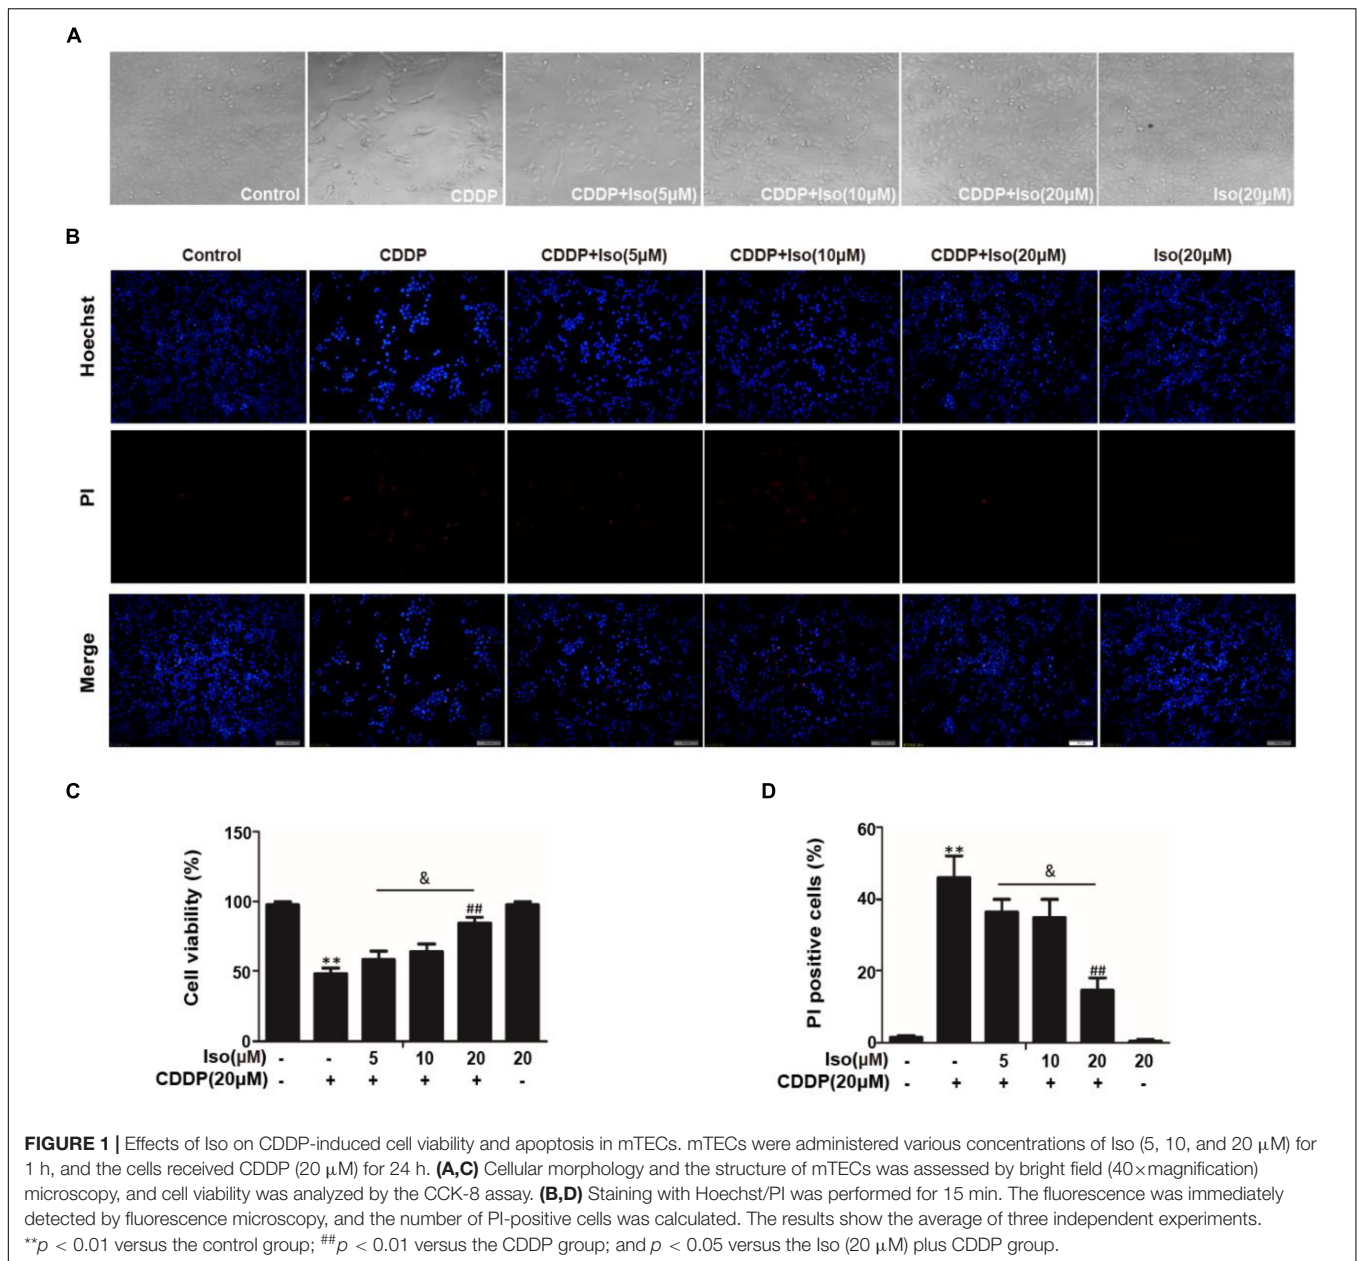 A
Control
CDDP
CDDP+Iso(5μM)
CDDP+Iso(10μM)
CDDP+Iso(20μM)
Iso(20μM)
B
Control
CDDP
CDDP+Iso(5μM)
CDDP+Iso(10μM)
CDDP+Iso(20μM)
Iso(20μM)
Hoechst
PI
Merge
C
Cell viability (%)
150
100
50
0
**
&
##
Iso(μM) - - 5 10 20 20
CDDP(20μM) - + + + + -
D
PI positive cells (%)
60
40
20
0
**
&
##
Iso(μM) - - 5 10 20 20
CDDP(20μM) - + + + + -
FIGURE 1 | Effects of Iso on CDDP-induced cell viability and apoptosis in mTECs. mTECs were administered various concentrations of Iso (5, 10, and 20 μM) for
1 h, and the cells received CDDP (20 μM) for 24 h. (A,C) Cellular morphology and the structure of mTECs was assessed by bright field (40×magnification)
microscopy, and cell viability was analyzed by the CCK-8 assay. (B,D) Staining with Hoechst/PI was performed for 15 min. The fluorescence was immediately
detected by fluorescence microscopy, and the number of PI-positive cells was calculated. The results show the average of three independent experiments.
**p < 0.01 versus the control group; ##p < 0.01 versus the CDDP group; and p < 0.05 versus the Iso (20 μM) plus CDDP group.